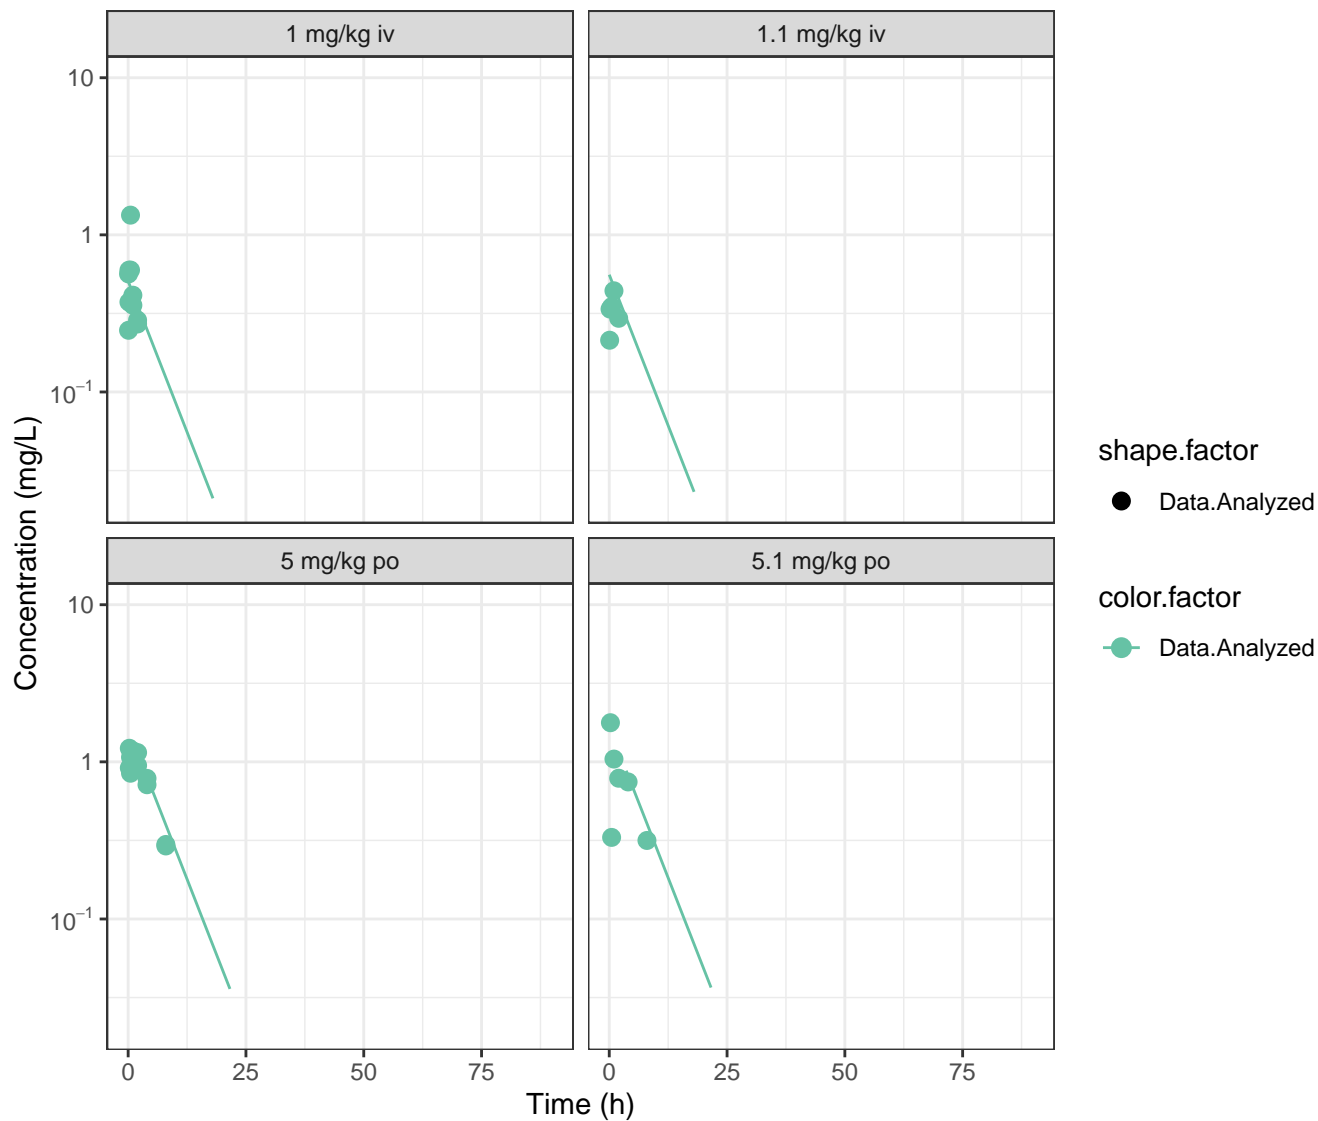 1 mg/kg iv
1.1 mg/kg iv
10
1
10⁻¹
5 mg/kg po
5.1 mg/kg po
10
1
10⁻¹
0 25 50 75
0 25 50 75
Time (h)
Concentration (mg/L)
shape.factor
Data.Analyzed
color.factor
Data.Analyzed